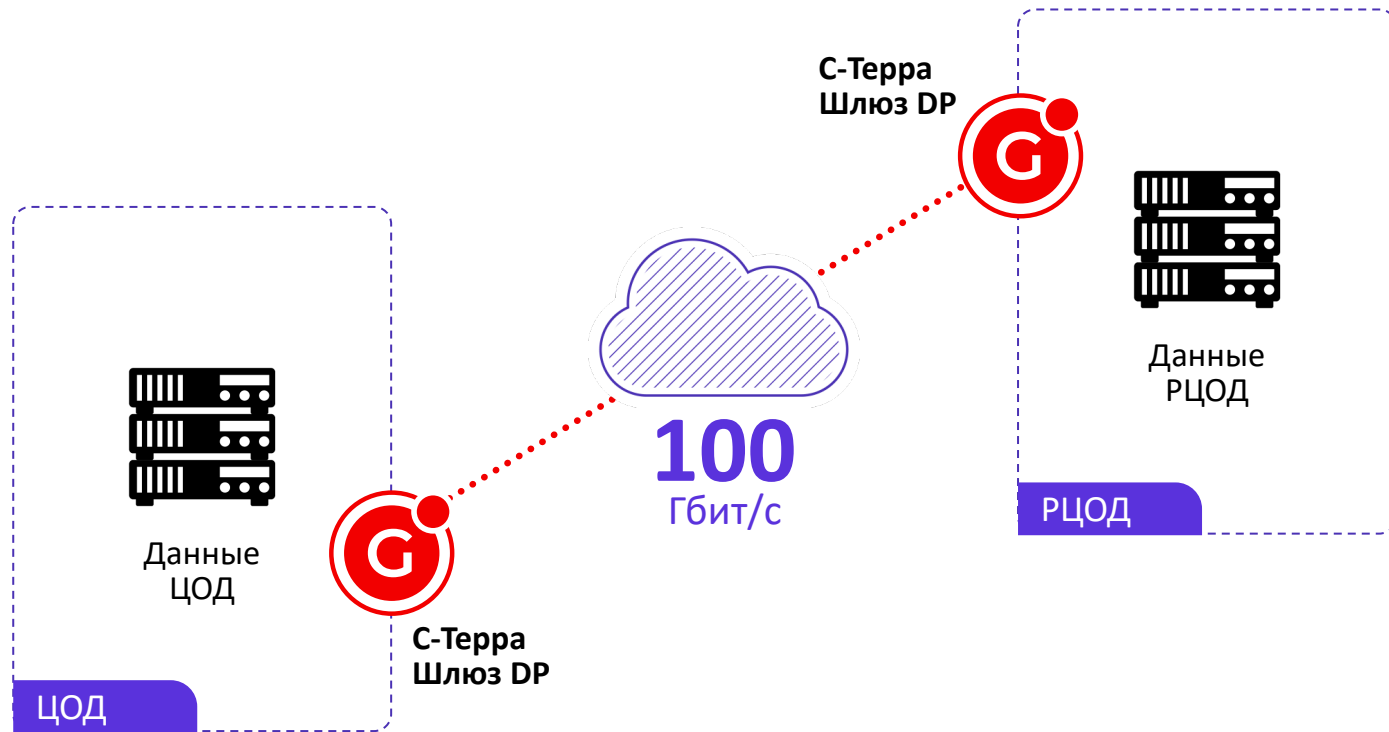 С-Терра
Шлюз DP
G
Данные
РЦОД
РЦОД
100
Гбит/с
Данные
ЦОД
G
С-Терра
Шлюз DP
ЦОД